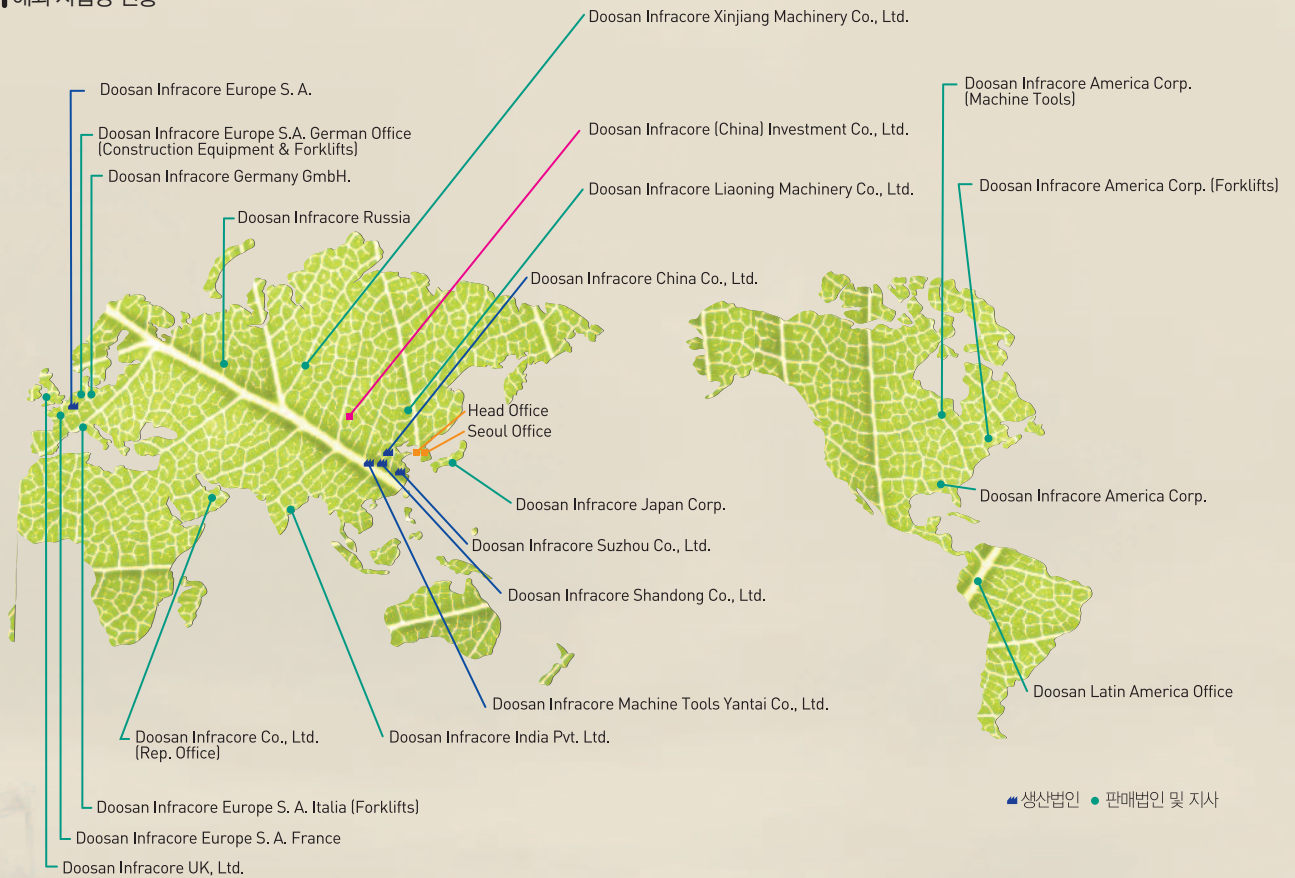 Doosan Infracore Xinjiang Machinery Co., Ltd.
Doosan Infracore Europe S. A.
Doosan Infracore America Corp.
(Machine Tools)
Doosan Infracore Europe S.A. German Office
(Construction Equipment & Forklifts)
Doosan Infracore (China) Investment Co., Ltd.
Doosan Infracore Germany GmbH.
Doosan Infracore Liaoning Machinery Co., Ltd.
Doosan Infracore America Corp. (Forklifts)
Doosan Infracore Russia
Doosan Infracore China Co., Ltd.
Head Office
Seoul Office
Doosan Infracore Japan Corp.
Doosan Infracore America Corp.
Doosan Infracore Suzhou Co., Ltd.
Doosan Infracore Shandong Co., Ltd.
Doosan Latin America Office
Doosan Infracore Machine Tools Yantai Co., Ltd.
Doosan Infracore Co., Ltd.
(Rep. Office)
Doosan Infracore India Pvt. Ltd.
Doosan Infracore Europe S. A. Italia (Forklifts)
생산법인 판매법인 및 지사
Doosan Infracore Europe S. A. France
Doosan Infracore UK, Ltd.